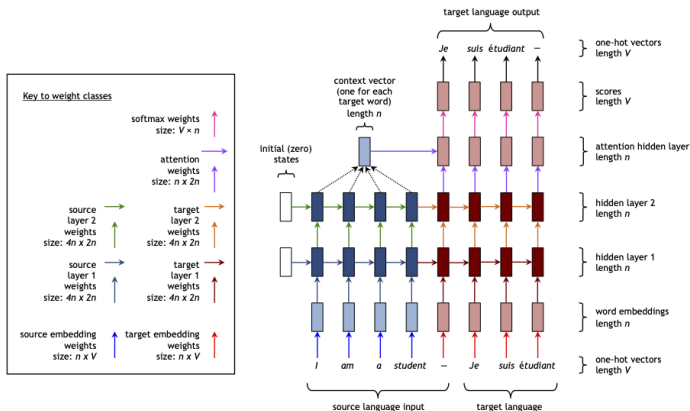 target language output
Je suis étudiant –
one-hot vectors
length V
scores
length V
attention hidden layer
length n
hidden layer 2
length n
hidden layer 1
length n
word embeddings
length n
one-hot vectors
length V
context vector
(one for each
target word)
length n
initial (zero)
states
I am a student – Je suis étudiant
source language input
target language
Key to weight classes
softmax weights
size: V × n
attention
weights
size: n x 2n
source
layer 2
weights
size: 4n x 2n
target
layer 2
weights
size: 4n x 2n
source
layer 1
weights
size: 4n x 2n
target
layer 1
weights
size: 4n x 2n
source embedding
weights
size: n x V
target embedding
weights
size: n x V